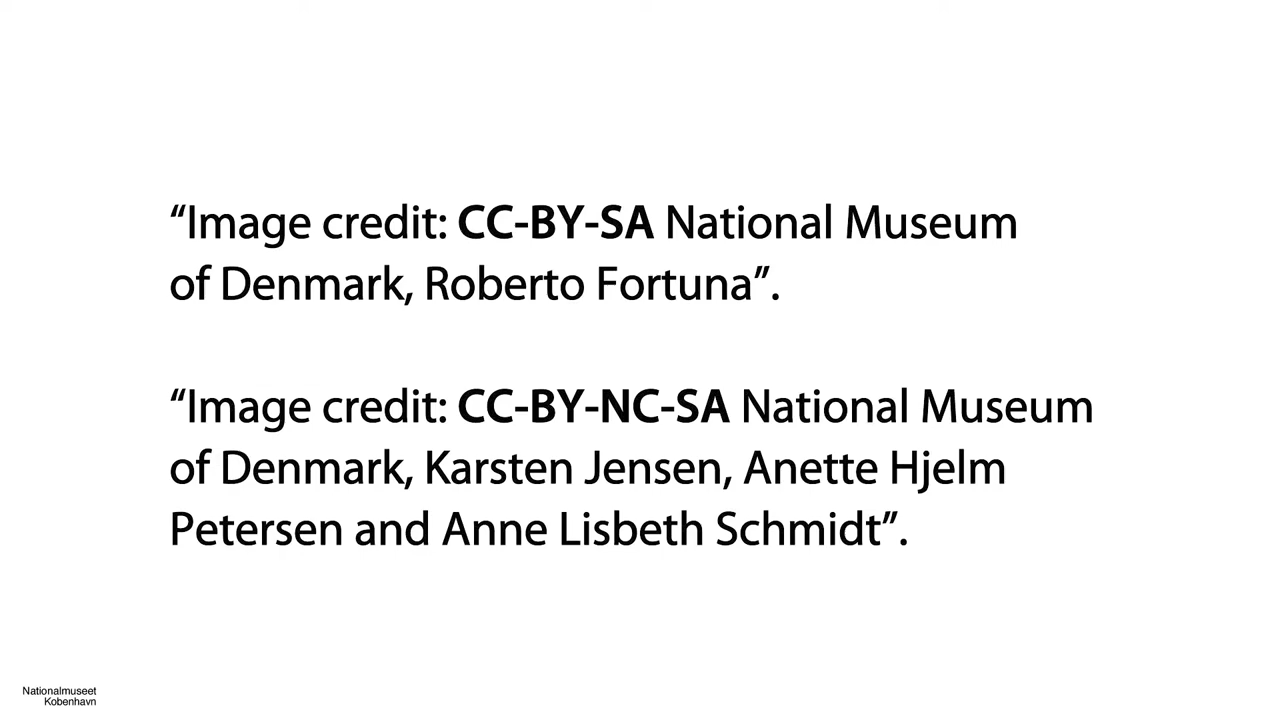 “Image credit: CC-BY-SA National Museum
of Denmark, Roberto Fortuna”.
“Image credit: CC-BY-NC-SA National Museum
of Denmark, Karsten Jensen, Anette Hjelm
Petersen and Anne Lisbeth Schmidt”.
Nationalmuseet
Kobenhavn